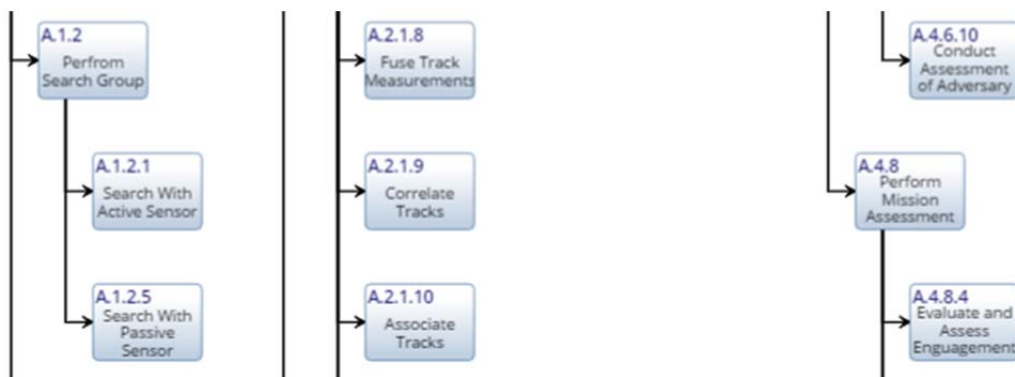 A.1.2
Perfrom
Search Group
A.1.2.1
Search With
Active Sensor
A.1.2.5
Search With
Passive
Sensor
A.2.1.8
Fuse Track
Measurements
A.2.1.9
Correlate
Tracks
A.2.1.10
Associate
Tracks
A.4.6.10
Conduct
Assessment
of Adversary
A.4.8
Perform
Mission
Assessment
A.4.8.4
Evaluate and
Assess
Enguagement